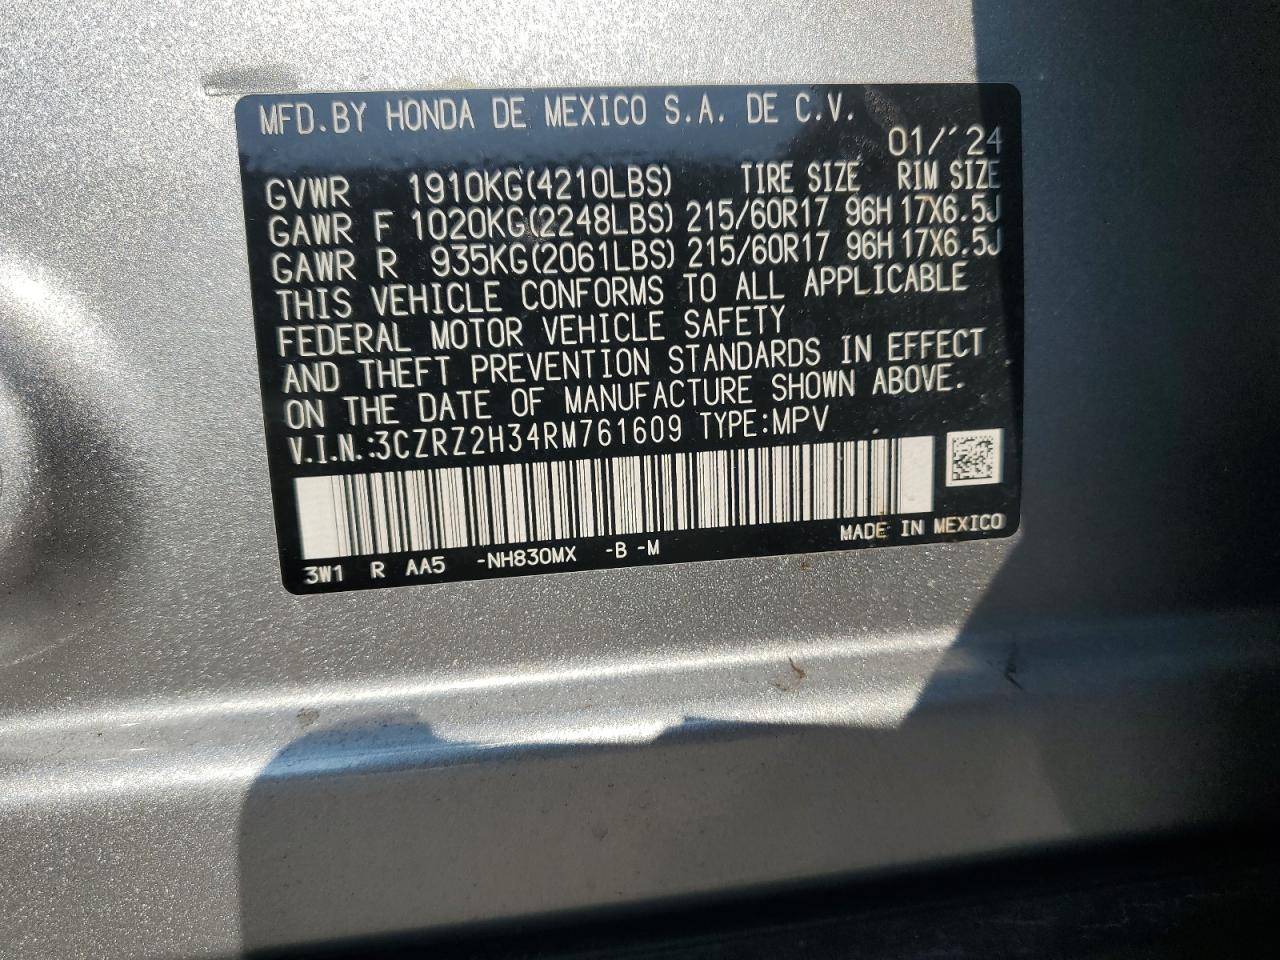 MFD.BY HONDA DE MEXICO S.A. DE C.V.
01/'24
GVWR 1910KG(4210LBS) TIRE SIZE RIM SIZE
GAWR F 1020KG(2248LBS) 215/60R17 96H 17X6.5J
GAWR R 935KG(2061LBS) 215/60R17 96H 17X6.5J
THIS VEHICLE CONFORMS TO ALL APPLICABLE
FEDERAL MOTOR VEHICLE SAFETY
AND THEFT PREVENTION STANDARDS IN EFFECT
ON THE DATE OF MANUFACTURE SHOWN ABOVE.
V.I.N.:3CZRZ2H34RM761609 TYPE:MPV
MADE IN MEXICO
3W1 R AA5 -NH830MX -B -M